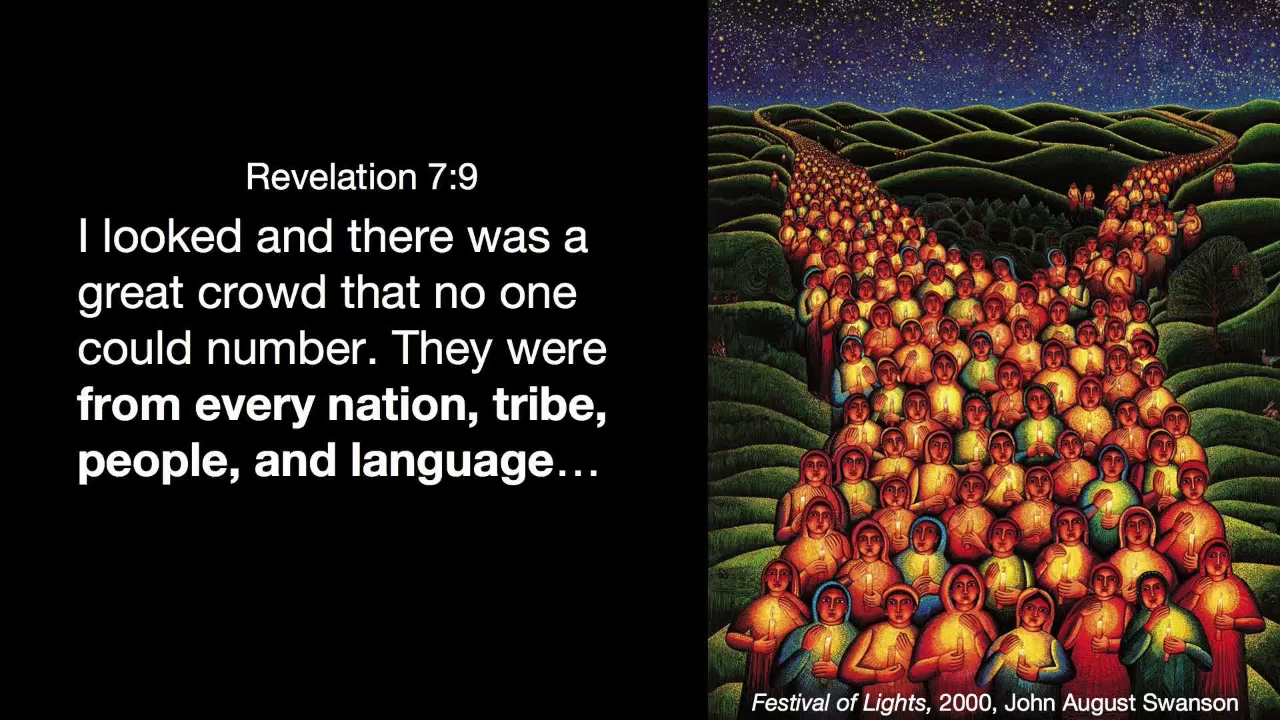 Revelation 7:9
I looked and there was a
great crowd that no one
could number. They were
from every nation, tribe,
people, and language…
Festival of Lights, 2000, John August Swanson